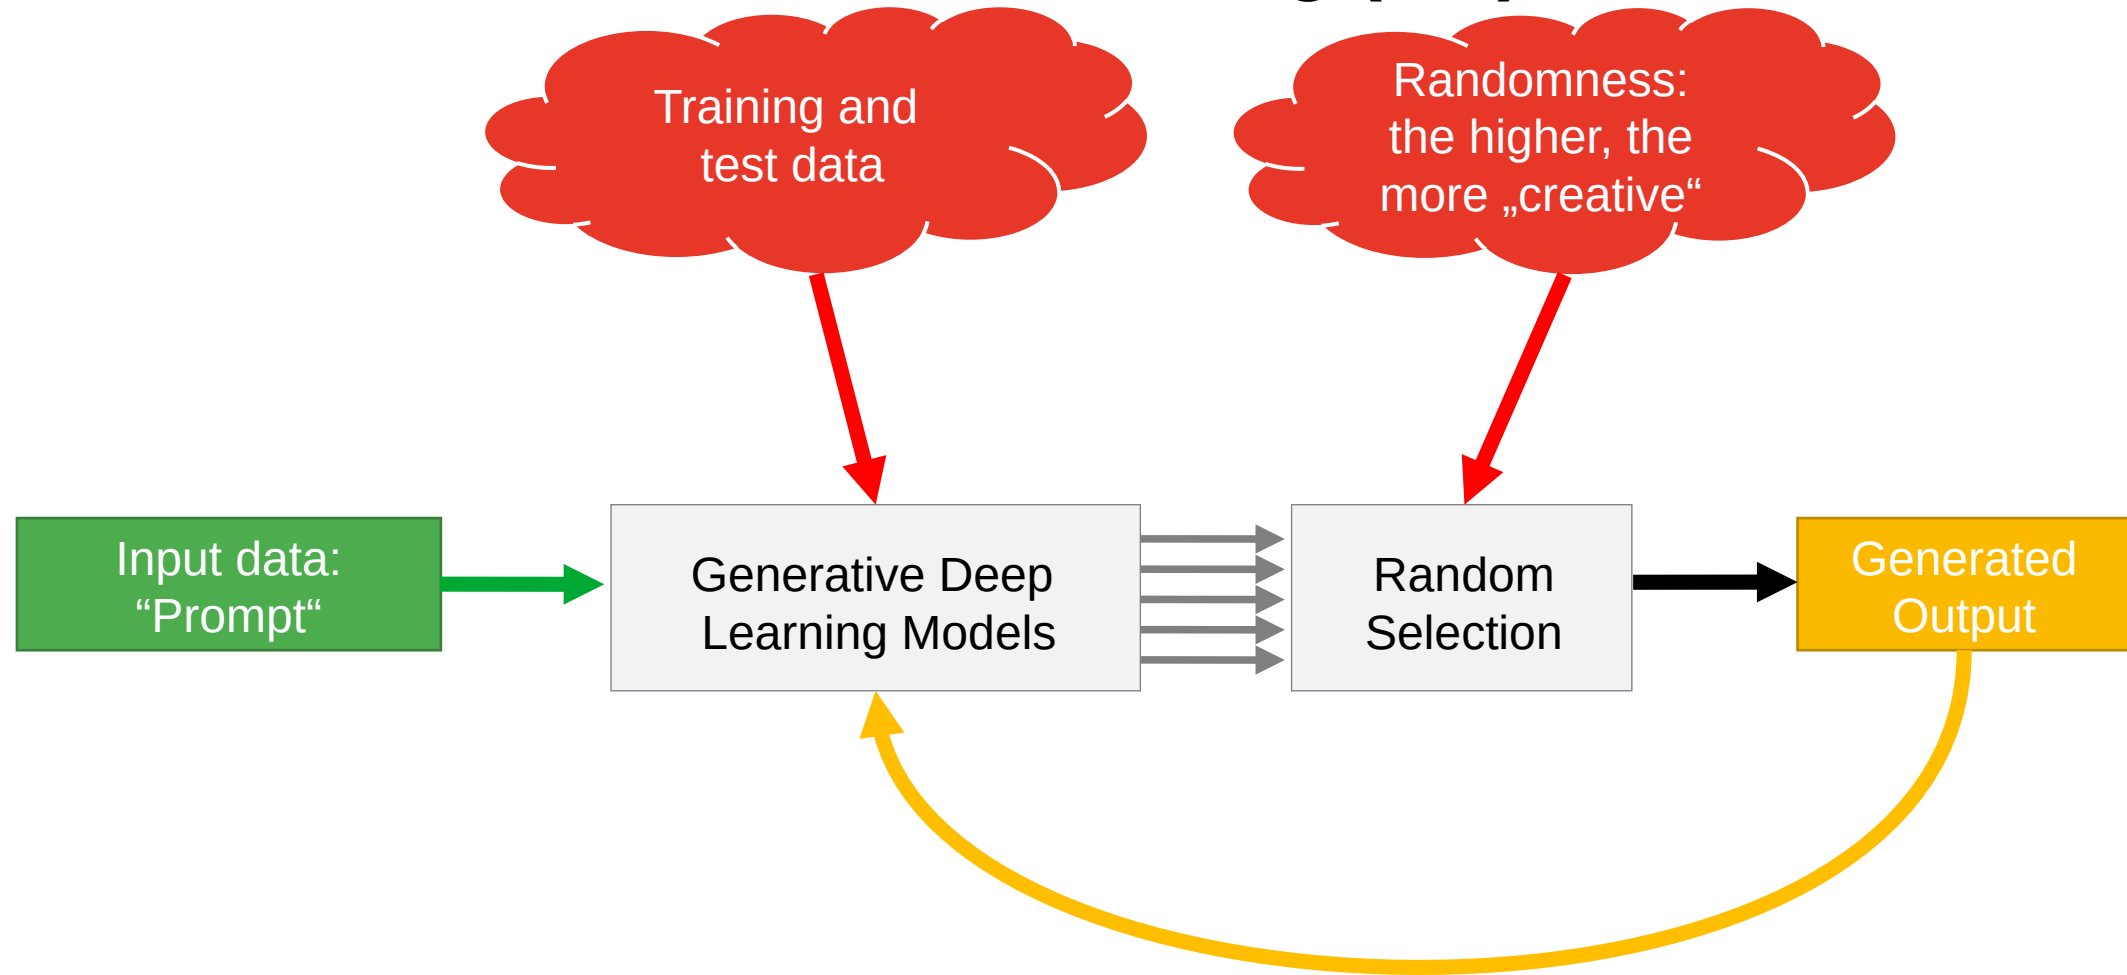 Training and
test data
Randomness:
the higher, the
more „creative“
Input data:
“Prompt“
Generative Deep
Learning Models
Random
Selection
Generated
Output